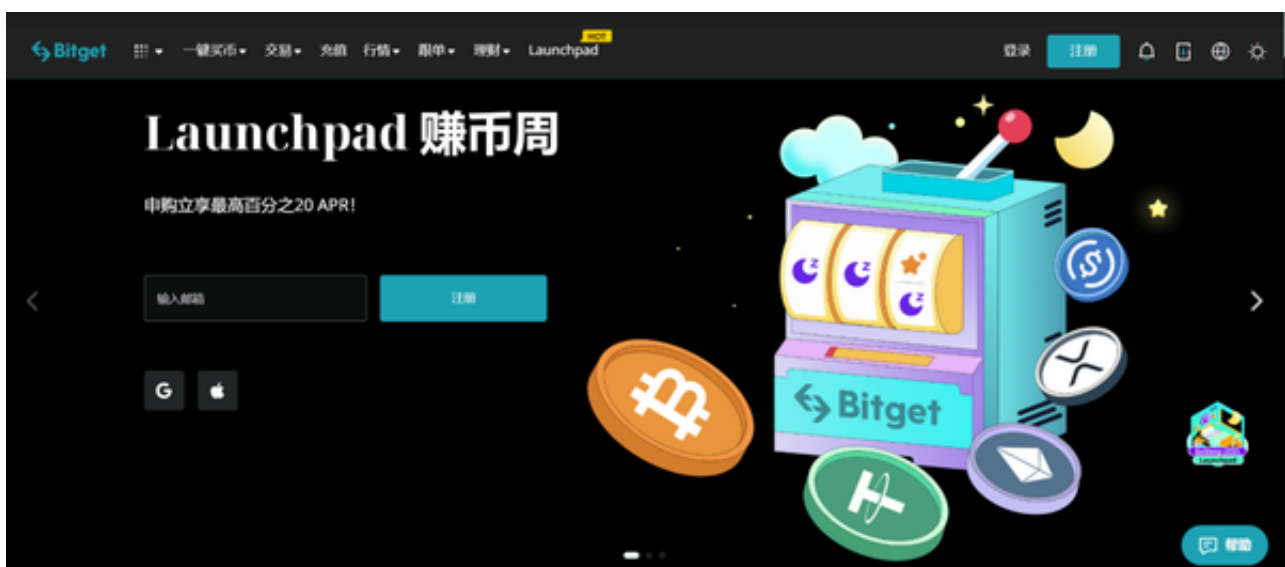 HOT
Bitget 一键买币 交易 充值 行情 跟单 理财 Launchpad 登录 注册
Launchpad 赚币周
申购立享最高百分之20 APR!
输入邮箱 注册
G
Bitget
Launchpad
帮助